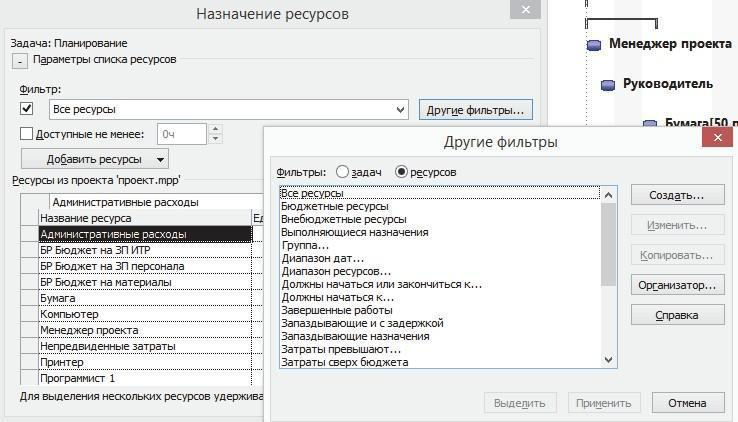 Назначение ресурсов
Задача: Планирование
- Параметры списка ресурсов
Фильтр:
Все ресурсы
Другие фильтры...
Доступные не менее: 0ч
Добавить ресурсы
Ресурсы из проекта 'проект.mpp'
Административные расходы
Название ресурса Ед
Административные расходы
БР Бюджет на ЗП ИТР
БР Бюджет на ЗП персонала
БР Бюджет на материалы
Бумага
Компьютер
Менеджер проекта
Непредвиденные затраты
Принтер
Программист 1
Для выделения нескольких ресурсов удержива
Менеджер проекта
Руководитель
Бумага[50 п
Другие фильтры
Фильтры: задач ресурсов
Все ресурсы
Бюджетные ресурсы
Внебюджетные ресурсы
Выполняющиеся назначения
Группа...
Диапазон дат...
Диапазон ресурсов...
Должны начаться или закончиться к...
Должны начаться к...
Завершенные работы
Запаздывающие и с задержкой
Запаздывающие назначения
Затраты превышают...
Затраты сверх бюджета
Создать...
Изменить...
Копировать...
Организатор...
Справка
Выделить
Применить
Отмена